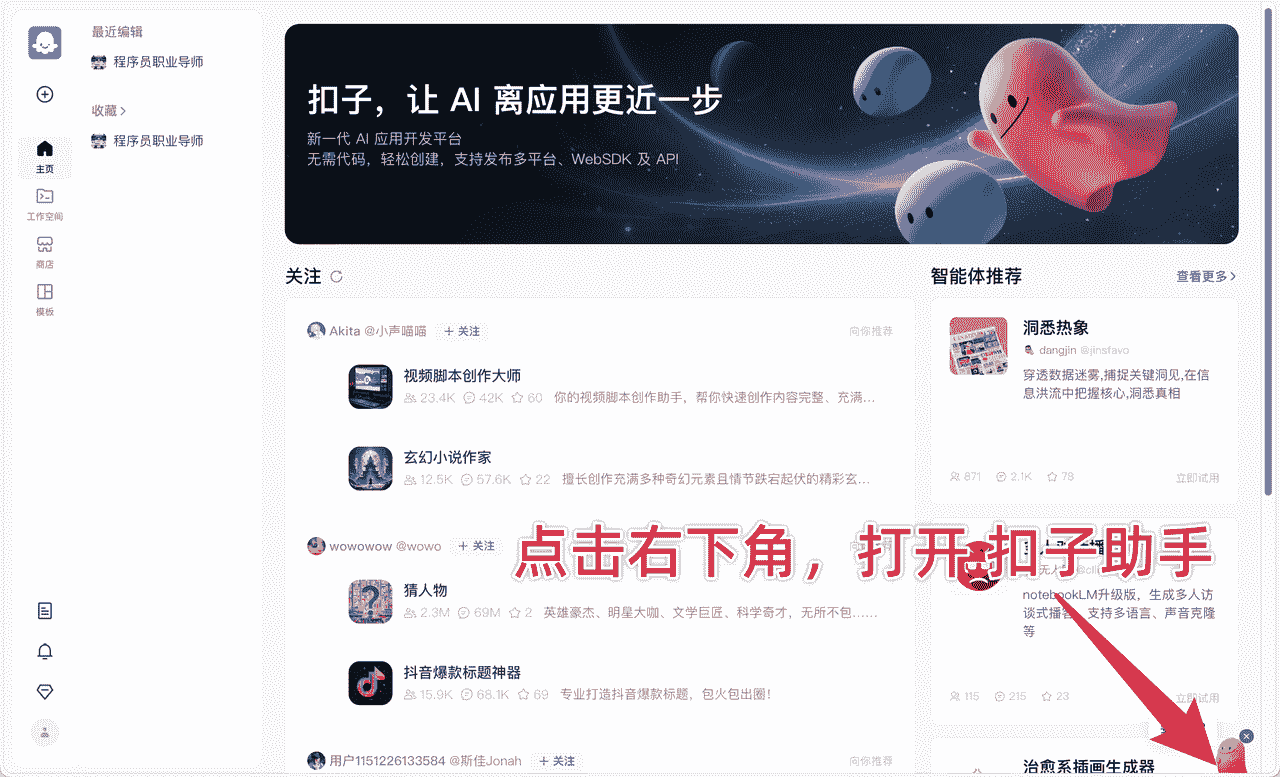 最近编辑
程序员职业导师
收藏 >
程序员职业导师
主页
工作空间
商店
模板
扣子，让 AI 离应用更近一步
新一代 AI 应用开发平台
无需代码，轻松创建，支持发布多平台、WebSDK 及 API
关注
Akita @小声喵喵 + 关注 向你推荐
视频脚本创作大师
23.4K 42K 60 你的视频脚本创作助手，帮你快速创作内容完整、充满...
玄幻小说作家
12.5K 57.6K 22 擅长创作充满多种奇幻元素且情节跌宕起伏的精彩玄...
wowowow @wowo + 关注
猜人物
2.3M 69M 2 英雄豪杰、明星大咖、文学巨匠、科学奇才，无所不包......
抖音爆款标题神器
15.9K 68.1K 69 专业打造抖音爆款标题，包火包出圈！
用户1151226133584 @斯佳Jonah + 关注 向你推荐
智能体推荐 查看更多 >
洞悉热象
dangjin @jinsfavo
穿透数据迷雾,捕捉关键洞见,在信
息洪流中把握核心,洞悉真相
871 2.1K 73 立即试用
点击右下角，打开 扣子助手
notebookLM升级版，生成多人访
谈式播客，支持多语言、声音克隆
等
115 215 23 立即试用
治愈系插画生成器